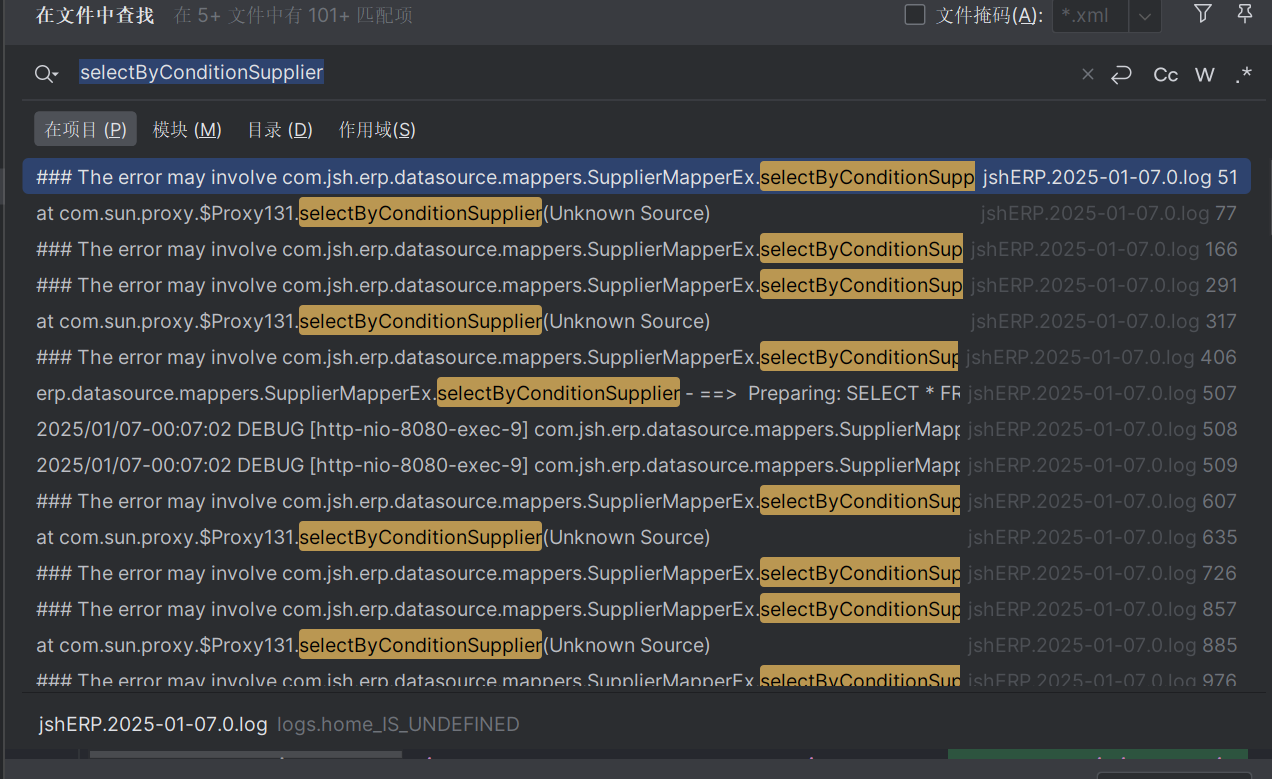 在文件中查找 在 5+ 文件中有 101+ 匹配项 文件掩码(A): *.xml
selectByConditionSupplier Cc W .*
在项目 (P) 模块 (M) 目录 (D) 作用域(S)
### The error may involve com.jsh.erp.datasource.mappers.SupplierMapperEx.selectByConditionSupp jshERP.2025-01-07.0.log 51
at com.sun.proxy.$Proxy131.selectByConditionSupplier(Unknown Source) jshERP.2025-01-07.0.log 77
### The error may involve com.jsh.erp.datasource.mappers.SupplierMapperEx.selectByConditionSup jshERP.2025-01-07.0.log 166
### The error may involve com.jsh.erp.datasource.mappers.SupplierMapperEx.selectByConditionSup jshERP.2025-01-07.0.log 291
at com.sun.proxy.$Proxy131.selectByConditionSupplier(Unknown Source) jshERP.2025-01-07.0.log 317
### The error may involve com.jsh.erp.datasource.mappers.SupplierMapperEx.selectByConditionSup jshERP.2025-01-07.0.log 406
erp.datasource.mappers.SupplierMapperEx.selectByConditionSupplier - ==> Preparing: SELECT * FR jshERP.2025-01-07.0.log 507
2025/01/07-00:07:02 DEBUG [http-nio-8080-exec-9] com.jsh.erp.datasource.mappers.SupplierMapp jshERP.2025-01-07.0.log 508
2025/01/07-00:07:02 DEBUG [http-nio-8080-exec-9] com.jsh.erp.datasource.mappers.SupplierMapp jshERP.2025-01-07.0.log 509
### The error may involve com.jsh.erp.datasource.mappers.SupplierMapperEx.selectByConditionSup jshERP.2025-01-07.0.log 607
at com.sun.proxy.$Proxy131.selectByConditionSupplier(Unknown Source) jshERP.2025-01-07.0.log 635
### The error may involve com.jsh.erp.datasource.mappers.SupplierMapperEx.selectByConditionSup jshERP.2025-01-07.0.log 726
### The error may involve com.jsh.erp.datasource.mappers.SupplierMapperEx.selectByConditionSup jshERP.2025-01-07.0.log 857
at com.sun.proxy.$Proxy131.selectByConditionSupplier(Unknown Source) jshERP.2025-01-07.0.log 885
### The error may involve com.jsh.erp.datasource.mappers.SupplierMapperEx.selectByConditionSup jshERP.2025-01-07.0.log 976
jshERP.2025-01-07.0.log logs.home_IS_UNDEFINED